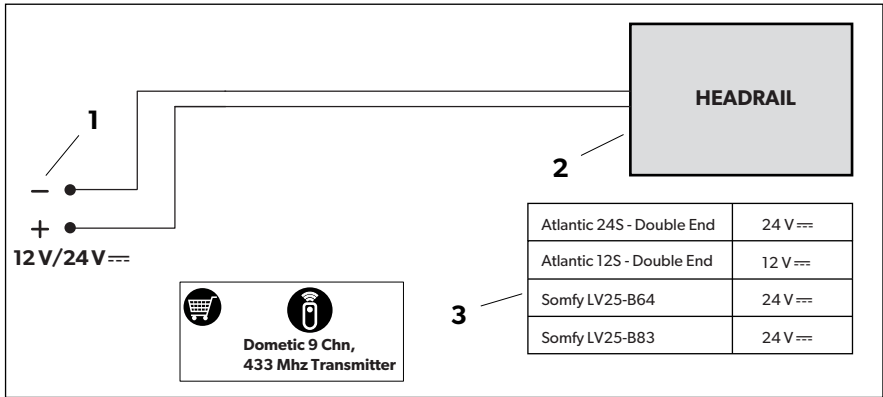 HEADRAIL
1
2
−
+
12 V/24 V⎓
Atlantic 24S - Double End 24 V⎓
Atlantic 12S - Double End 12 V⎓
Somfy LV25-B64 24 V⎓
Somfy LV25-B83 24 V⎓
3
Dometic 9 Chn,
433 Mhz Transmitter